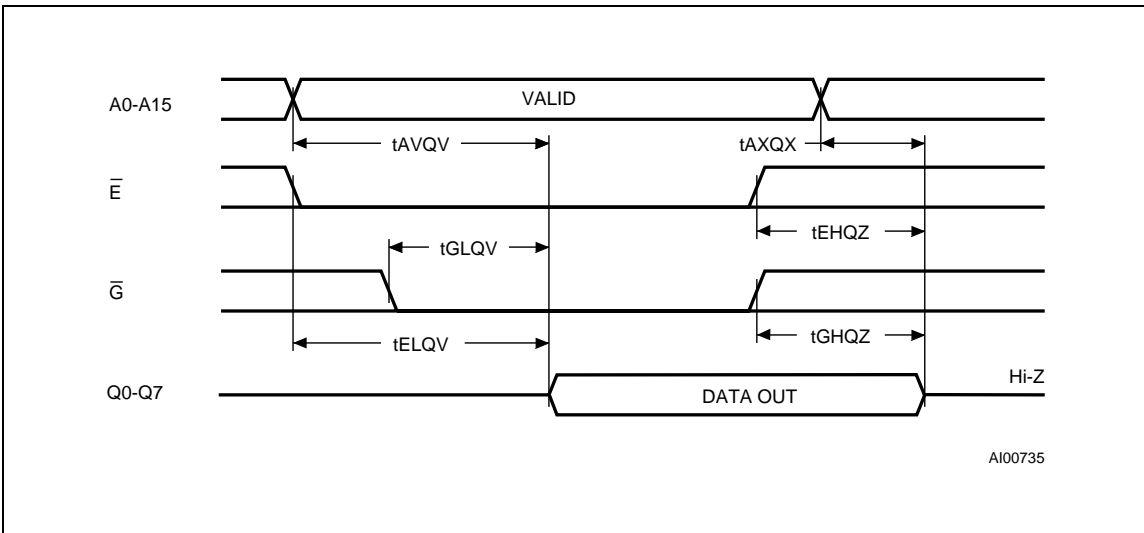 A0-A15
VALID
tAVQV
tAXQX
E̅
tEHQZ
tGLQV
G̅
tGHQZ
tELQV
Hi-Z
Q0-Q7
DATA OUT
AI00735